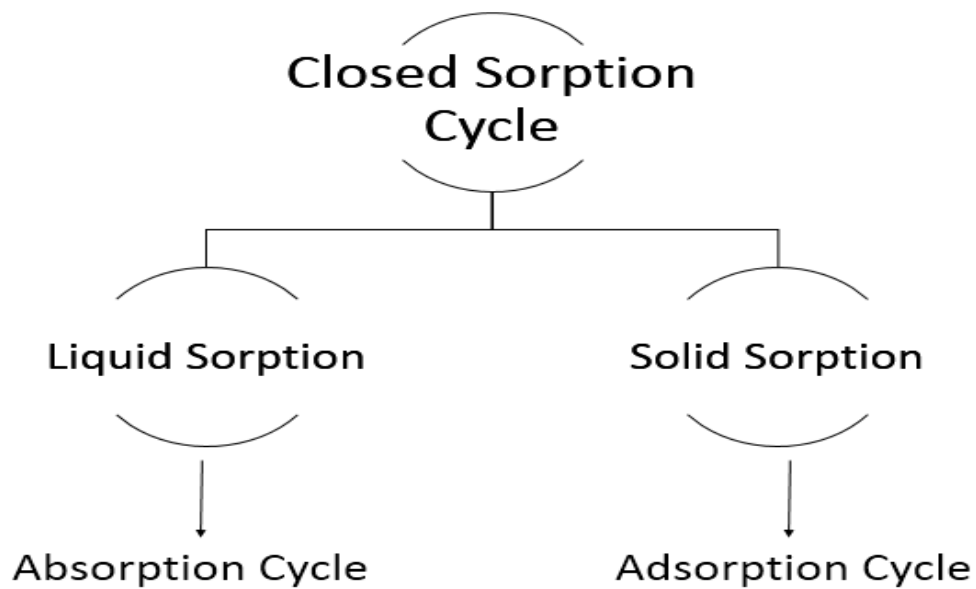 Closed Sorption
Cycle
Liquid Sorption
Solid Sorption
Absorption Cycle
Adsorption Cycle